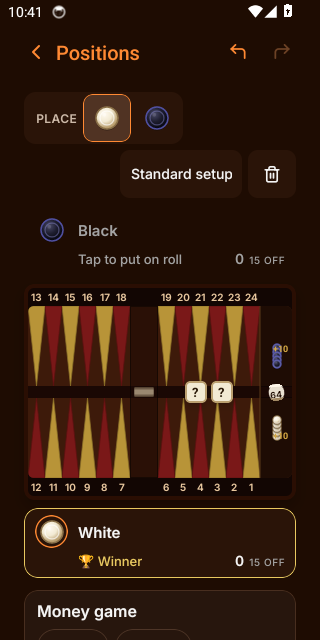 10:41
Positions
PLACE
Standard setup
Black
Tap to put on roll
0 15 OFF
13 14 15 16 17 18 19 20 21 22 23 24
+10
? ?
64
10
12 11 10 9 8 7 6 5 4 3 2 1
White
🏆 Winner
0 15 OFF
Money game